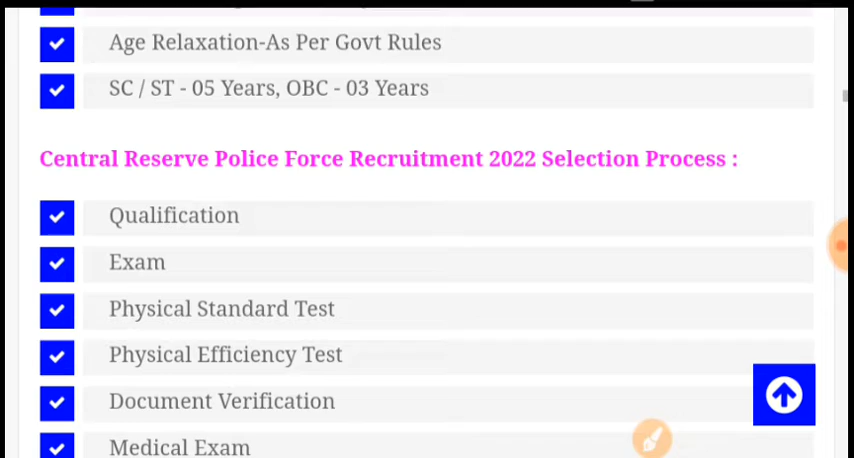 Age Relaxation-As Per Govt Rules
SC / ST - 05 Years, OBC - 03 Years
Central Reserve Police Force Recruitment 2022 Selection Process :
Qualification
Exam
Physical Standard Test
Physical Efficiency Test
Document Verification
Medical Exam